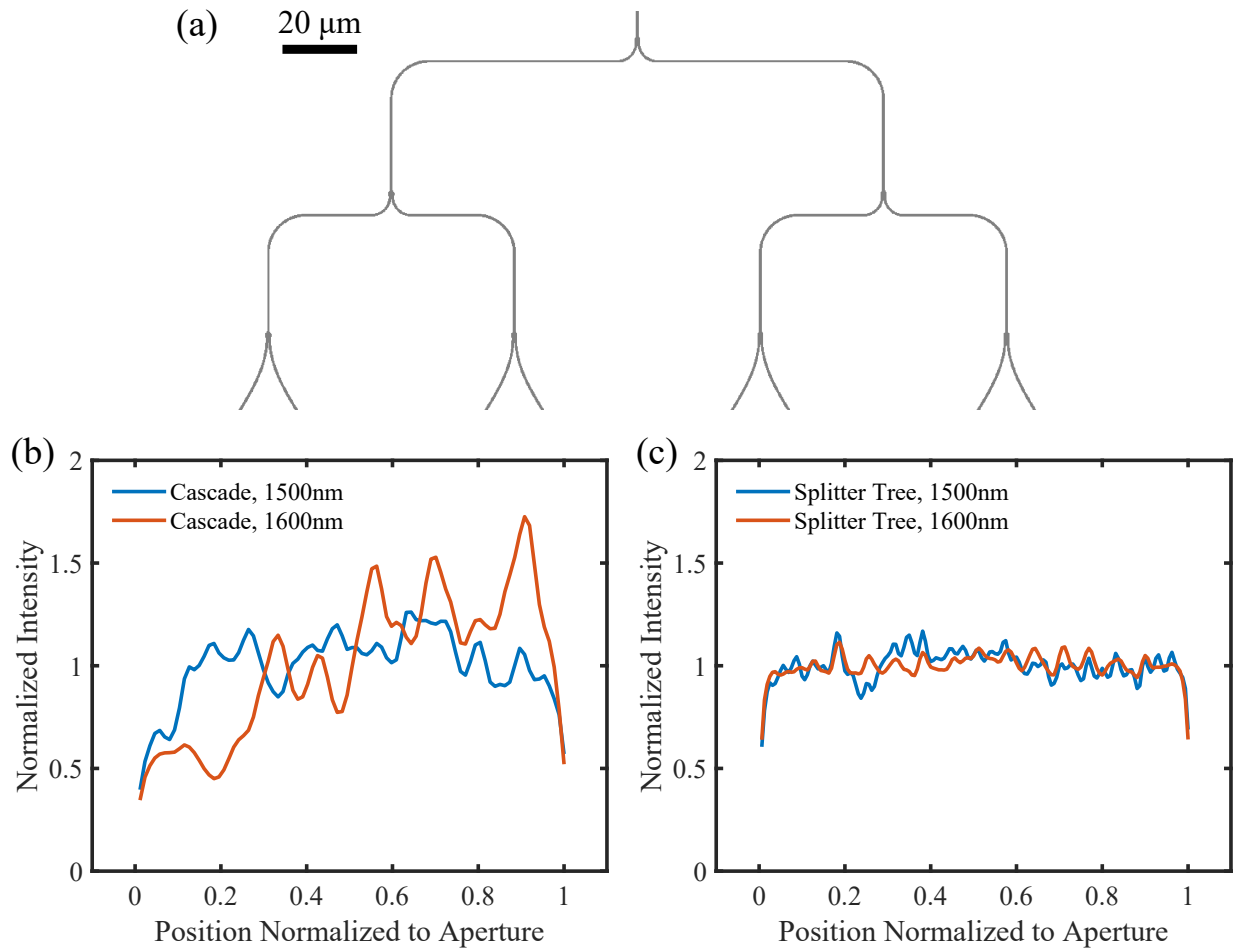 (a)
20 μm
(b)
Normalized Intensity
2
1.5
1
0.5
0
Cascade, 1500nm
Cascade, 1600nm
0 0.2 0.4 0.6 0.8 1
Position Normalized to Aperture
(c)
Normalized Intensity
2
1.5
1
0.5
0
Splitter Tree, 1500nm
Splitter Tree, 1600nm
0 0.2 0.4 0.6 0.8 1
Position Normalized to Aperture